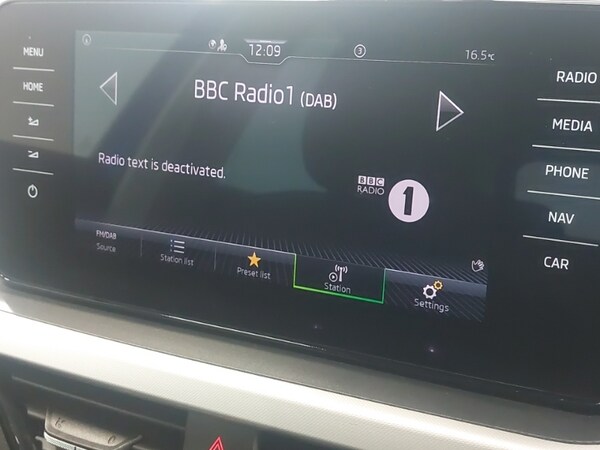 MENU
HOME
12:09
3
16.5°C
BBC Radio1 (DAB)
Radio text is deactivated.
BBC
RADIO
1
FM/DAB
Source
Station list
Preset list
Station
Settings
RADIO
MEDIA
PHONE
NAV
CAR